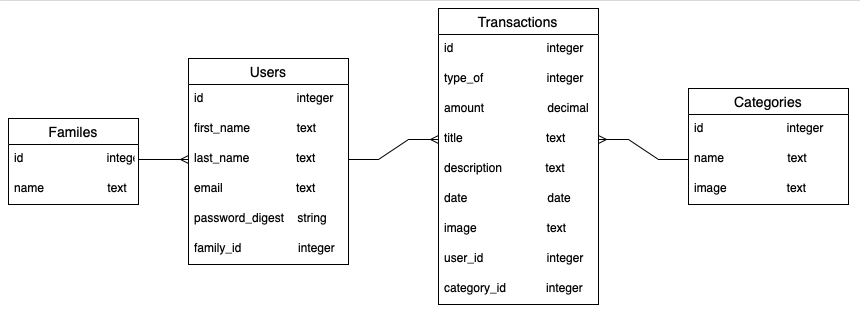 Familes
id integ
name text
Users
id integer
first_name text
last_name text
email text
password_digest string
family_id integer
Transactions
id integer
type_of integer
amount decimal
title text
description text
date date
image text
user_id integer
category_id integer
Categories
id integer
name text
image text